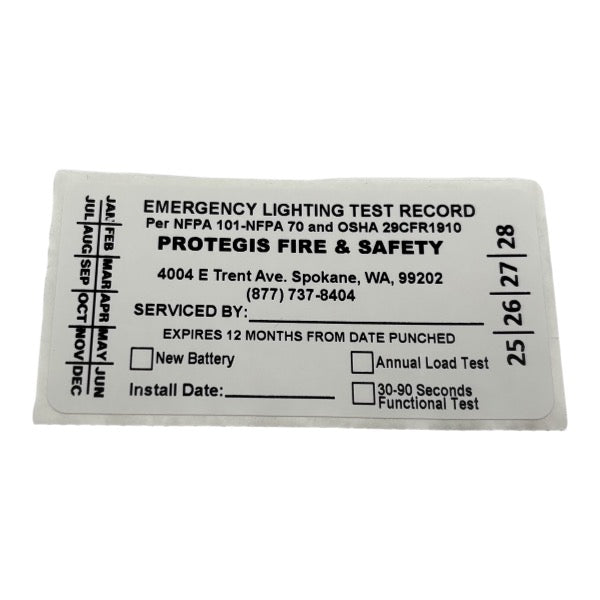 EMERGENCY LIGHTING TEST RECORD
Per NFPA 101-NFPA 70 and OSHA 29CFR1910
PROTEGIS FIRE & SAFETY
4004 E Trent Ave. Spokane, WA, 99202
(877) 737-8404
SERVICED BY:
EXPIRES 12 MONTHS FROM DATE PUNCHED
New Battery
Annual Load Test
Install Date:
30-90 Seconds
Functional Test
JAN FEB MAR APR MAY JUN
JUL AUG SEP OCT NOV DEC
25 26 27 28